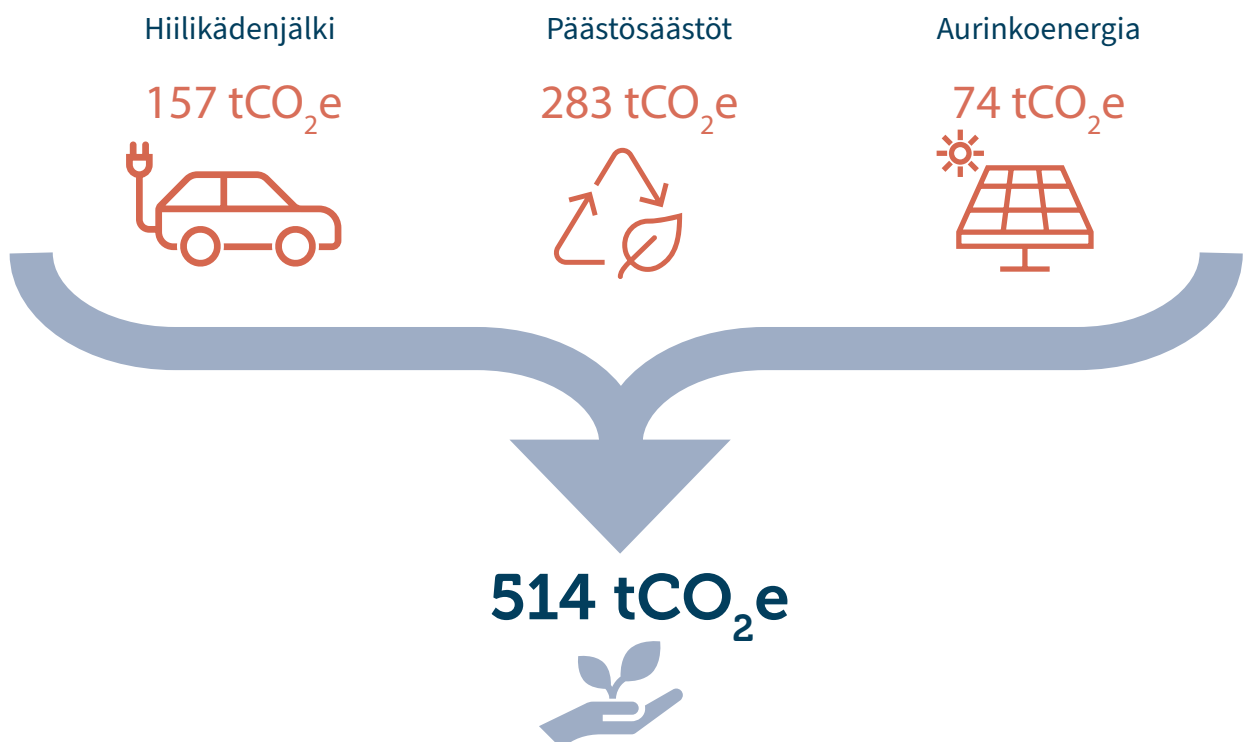 Hiilikädenjälki
Päästösäästöt
Aurinkoenergia
157 tCO₂e
283 tCO₂e
74 tCO₂e
514 tCO₂e